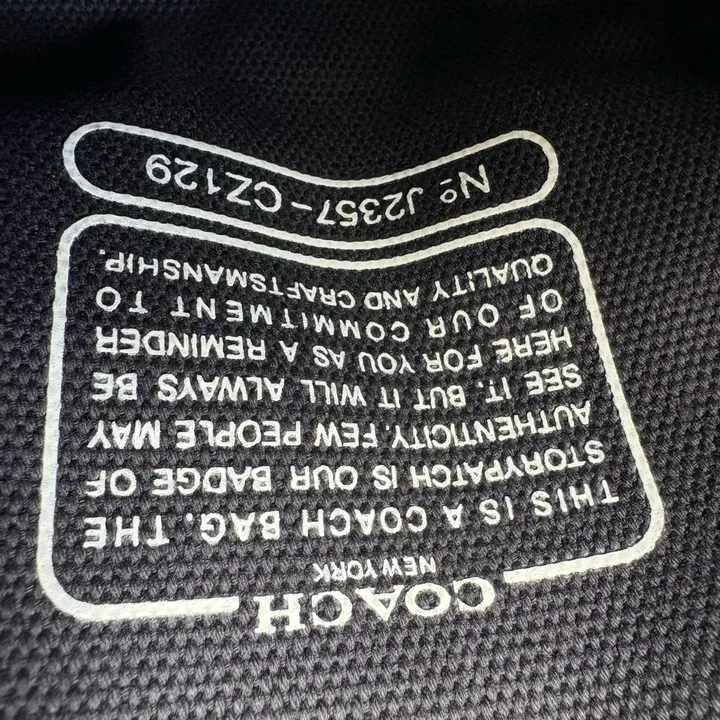 COACH
NEW YORK
THIS IS A COACH BAG. THE
STORYPATCH IS OUR BADGE OF
AUTHENTICITY. FEW PEOPLE MAY
SEE IT. BUT IT WILL ALWAYS BE
HERE FOR YOU AS A REMINDER
OF OUR COMMITMENT TO
QUALITY AND CRAFTSMANSHIP.
Nº J2357-CZ129